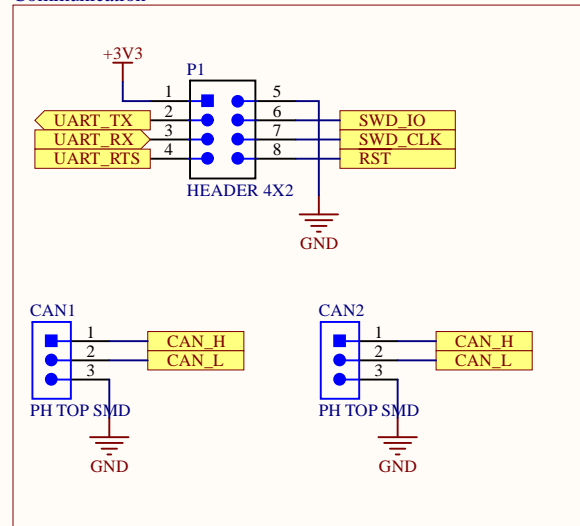 Communication
+3V3
P1
1 5
UART_TX 2 6 SWD_IO
UART_RX 3 7 SWD_CLK
UART_RTS 4 8 RST
HEADER 4X2
GND
CAN1 CAN2
1 CAN_H 1 CAN_H
2 CAN_L 2 CAN_L
3 3
PH TOP SMD PH TOP SMD
GND GND